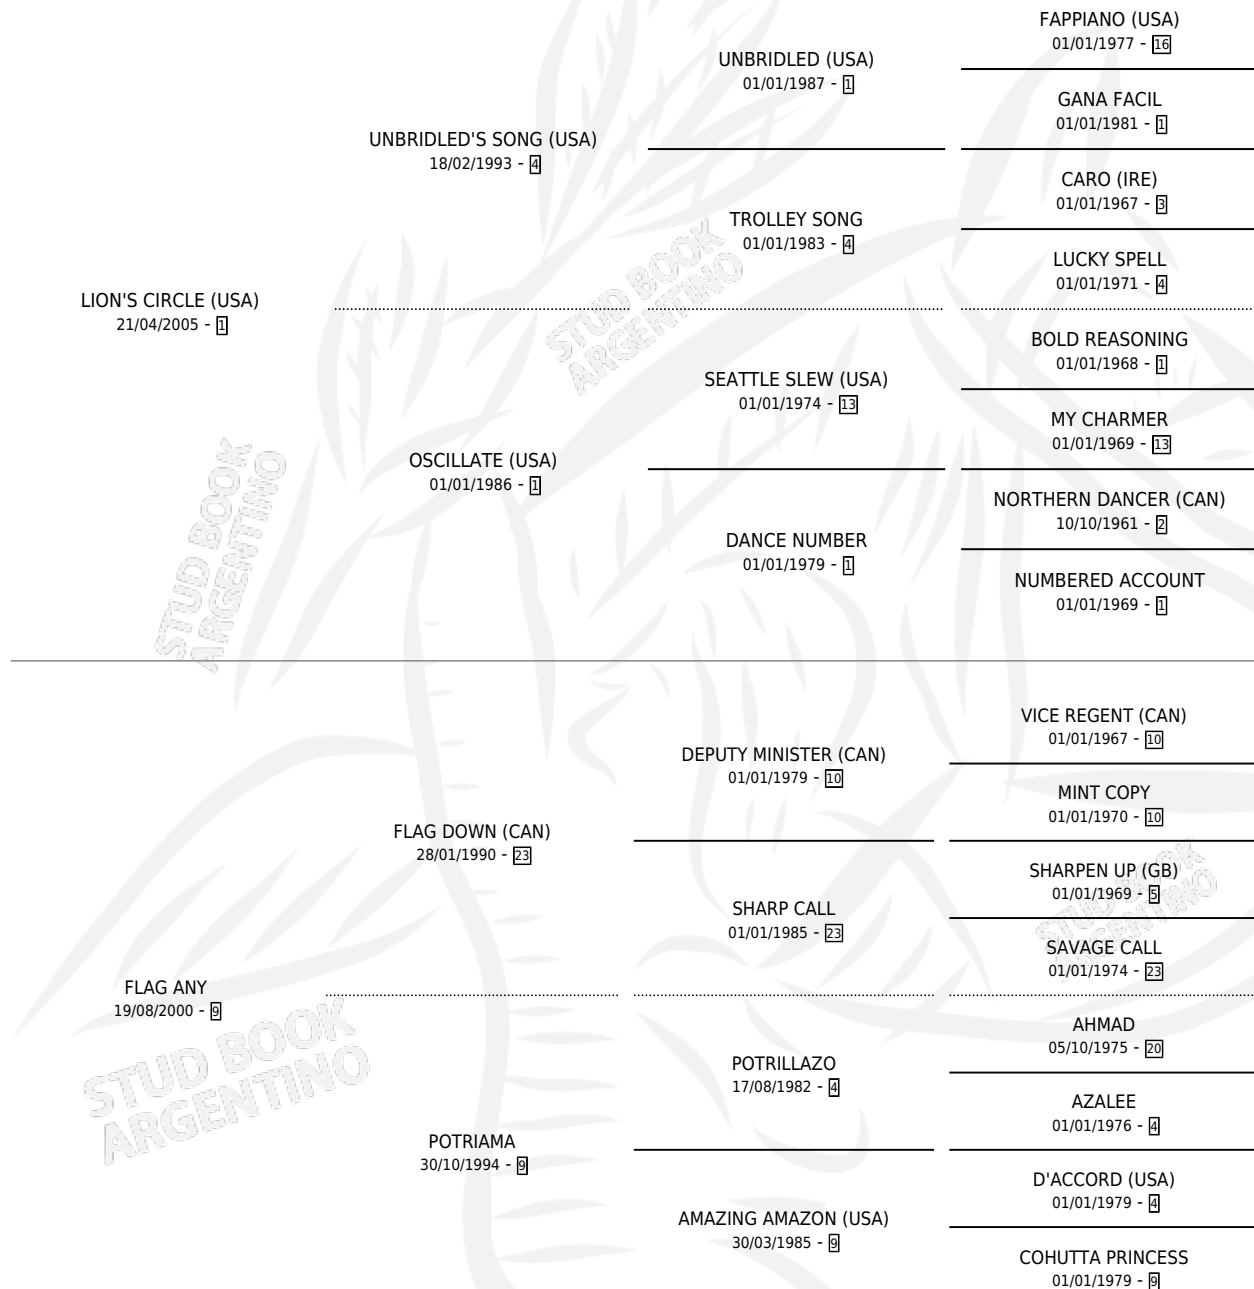 FAPPIANO (USA)
01/01/1977 - 16
UNBRIDLED (USA)
01/01/1987 - 1
GANA FACIL
01/01/1981 - 1
UNBRIDLED'S SONG (USA)
18/02/1993 - 4
CARO (IRE)
01/01/1967 - 3
TROLLEY SONG
01/01/1983 - 4
LUCKY SPELL
01/01/1971 - 4
LION'S CIRCLE (USA)
21/04/2005 - 1
BOLD REASONING
01/01/1968 - 1
SEATTLE SLEW (USA)
01/01/1974 - 13
MY CHARMER
01/01/1969 - 13
OSCILLATE (USA)
01/01/1986 - 1
NORTHERN DANCER (CAN)
10/10/1961 - 2
DANCE NUMBER
01/01/1979 - 1
NUMBERED ACCOUNT
01/01/1969 - 1
VICE REGENT (CAN)
01/01/1967 - 10
DEPUTY MINISTER (CAN)
01/01/1979 - 10
MINT COPY
01/01/1970 - 10
FLAG DOWN (CAN)
28/01/1990 - 23
SHARPEN UP (GB)
01/01/1969 - 5
SHARP CALL
01/01/1985 - 23
SAVAGE CALL
01/01/1974 - 23
FLAG ANY
19/08/2000 - 9
AHMAD
05/10/1975 - 20
POTRILLAZO
17/08/1982 - 4
AZALEE
01/01/1976 - 4
POTRIAMA
30/10/1994 - 9
D'ACCORD (USA)
01/01/1979 - 4
AMAZING AMAZON (USA)
30/03/1985 - 9
COHUTTA PRINCESS
01/01/1979 - 9
STUD BOOK
ARGENTINO
STUD BOOK
ARGENTINO
STUD BOOK
ARGENTINO
STUD BOOK
ARGENTINO